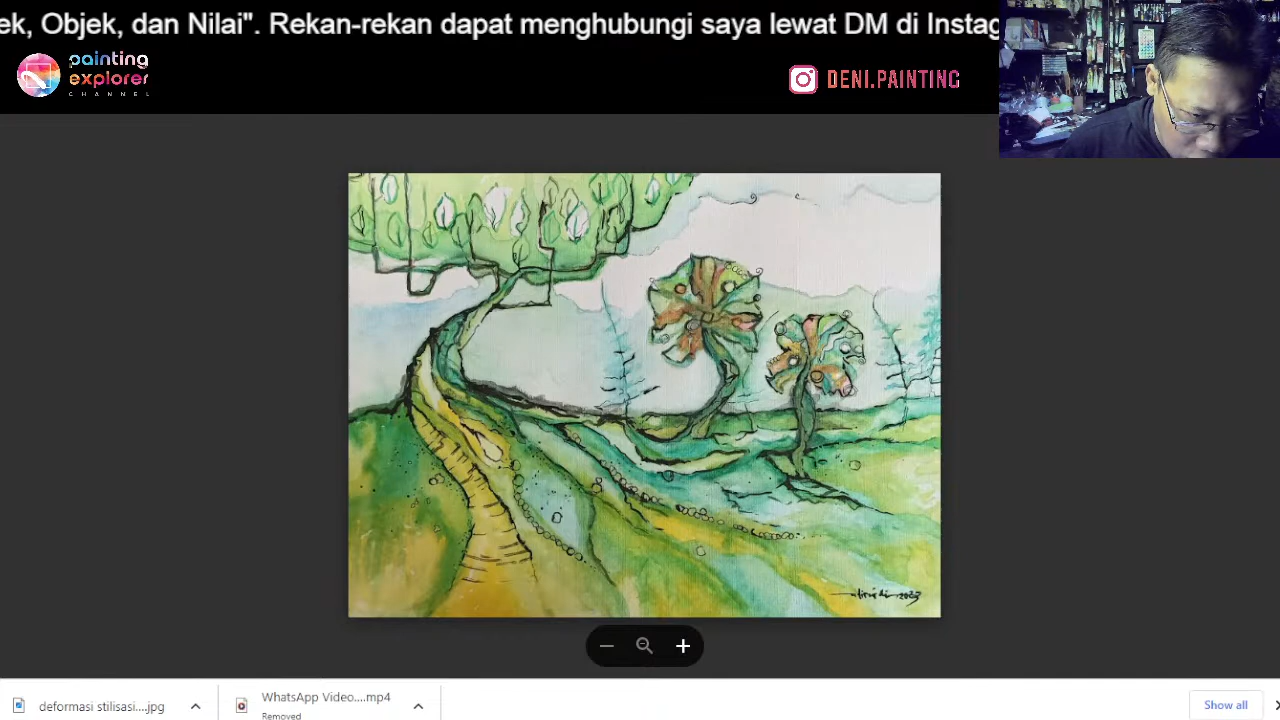 ek, Objek, dan Nilai". Rekan-rekan dapat menghubungi saya lewat DM di Instag
painting
explorer
CHANNEL
DENI.PAINTING
2023
deformasi stilisasi....jpg
WhatsApp Video....mp4
Removed
Show all